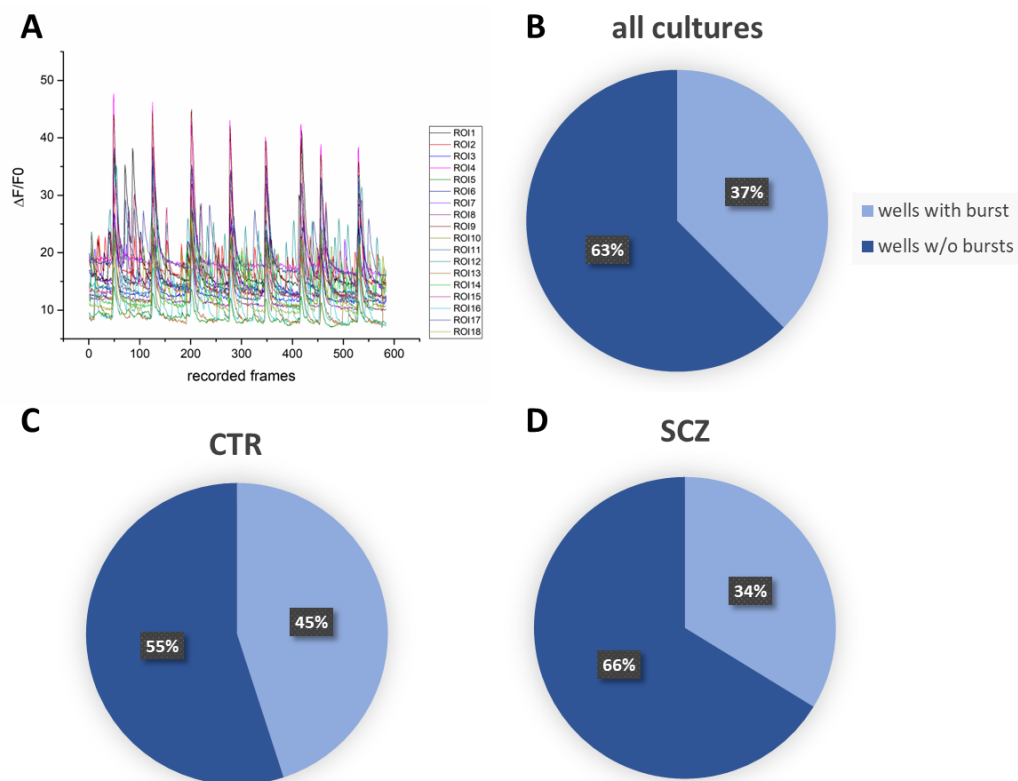 A
ΔF/F0
50
40
30
20
10
0
100
200
300
400
500
600
recorded frames
ROI1
ROI2
ROI3
ROI4
ROI5
ROI6
ROI7
ROI8
ROI9
ROI10
ROI11
ROI12
ROI13
ROI14
ROI15
ROI16
ROI17
ROI18
B
all cultures
37%
63%
wells with burst
wells w/o bursts
C
CTR
45%
55%
D
SCZ
34%
66%